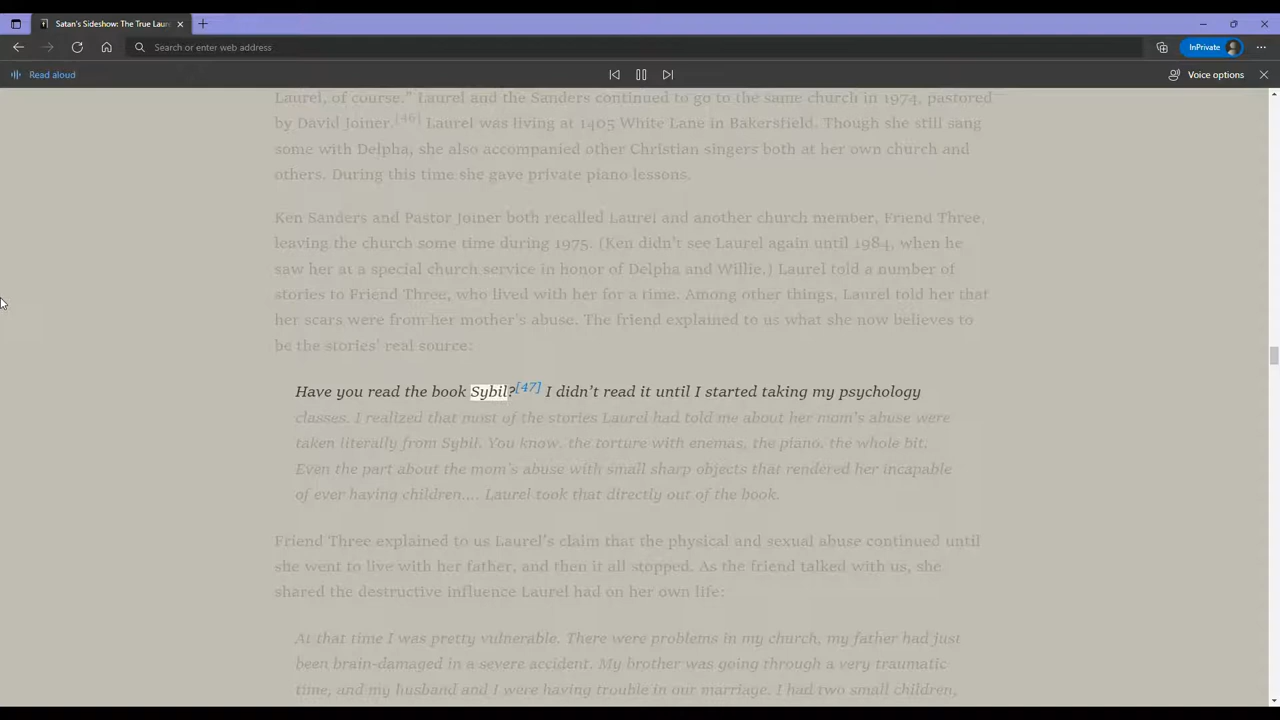 Satan's Sideshow: The True Laur
Search or enter web address
InPrivate
Read aloud
Voice options
Laurel, of course." Laurel and the Sanders continued to go to the same church in 1974, pastored
by David Joiner.[46] Laurel was living at 1405 White Lane in Bakersfield. Though she still sang
some with Delpha, she also accompanied other Christian singers both at her own church and
others. During this time she gave private piano lessons.
Ken Sanders and Pastor Joiner both recalled Laurel and another church member, Friend Three,
leaving the church some time during 1975. (Ken didn't see Laurel again until 1984, when he
saw her at a special church service in honor of Delpha and Willie.) Laurel told a number of
stories to Friend Three, who lived with her for a time. Among other things, Laurel told her that
her scars were from her mother's abuse. The friend explained to us what she now believes to
be the stories' real source:
Have you read the book Sybil?[47] I didn't read it until I started taking my psychology
classes. I realized that most of the stories Laurel had told me about her mom's abuse were
taken literally from Sybil. You know, the torture with enemas, the piano, the whole bit.
Even the part about the mom's abuse with small sharp objects that rendered her incapable
of ever having children.... Laurel took that directly out of the book.
Friend Three explained to us Laurel's claim that the physical and sexual abuse continued until
she went to live with her father, and then it all stopped. As the friend talked with us, she
shared the destructive influence Laurel had on her own life:
At that time I was pretty vulnerable. There were problems in my church, my father had just
been brain-damaged in a severe accident. My brother was going through a very traumatic
time, and my husband and I were having trouble in our marriage. I had two small children,